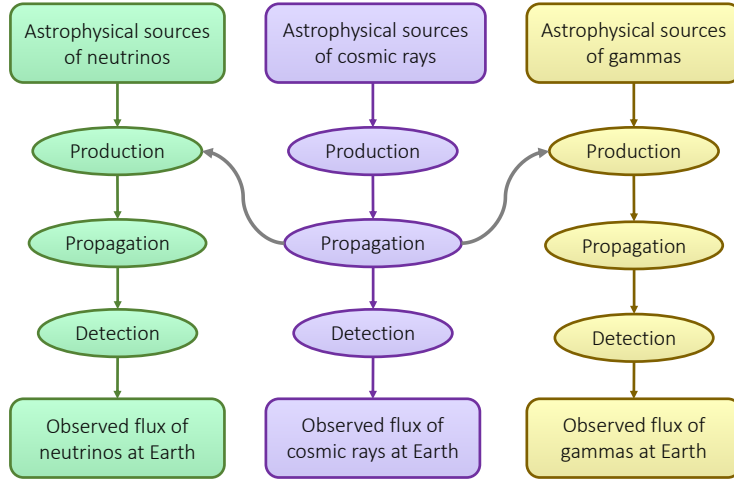 Astrophysical sources
of neutrinos
Astrophysical sources
of cosmic rays
Astrophysical sources
of gammas
Production
Production
Production
Propagation
Propagation
Propagation
Detection
Detection
Detection
Observed flux of
neutrinos at Earth
Observed flux of
cosmic rays at Earth
Observed flux of
gammas at Earth